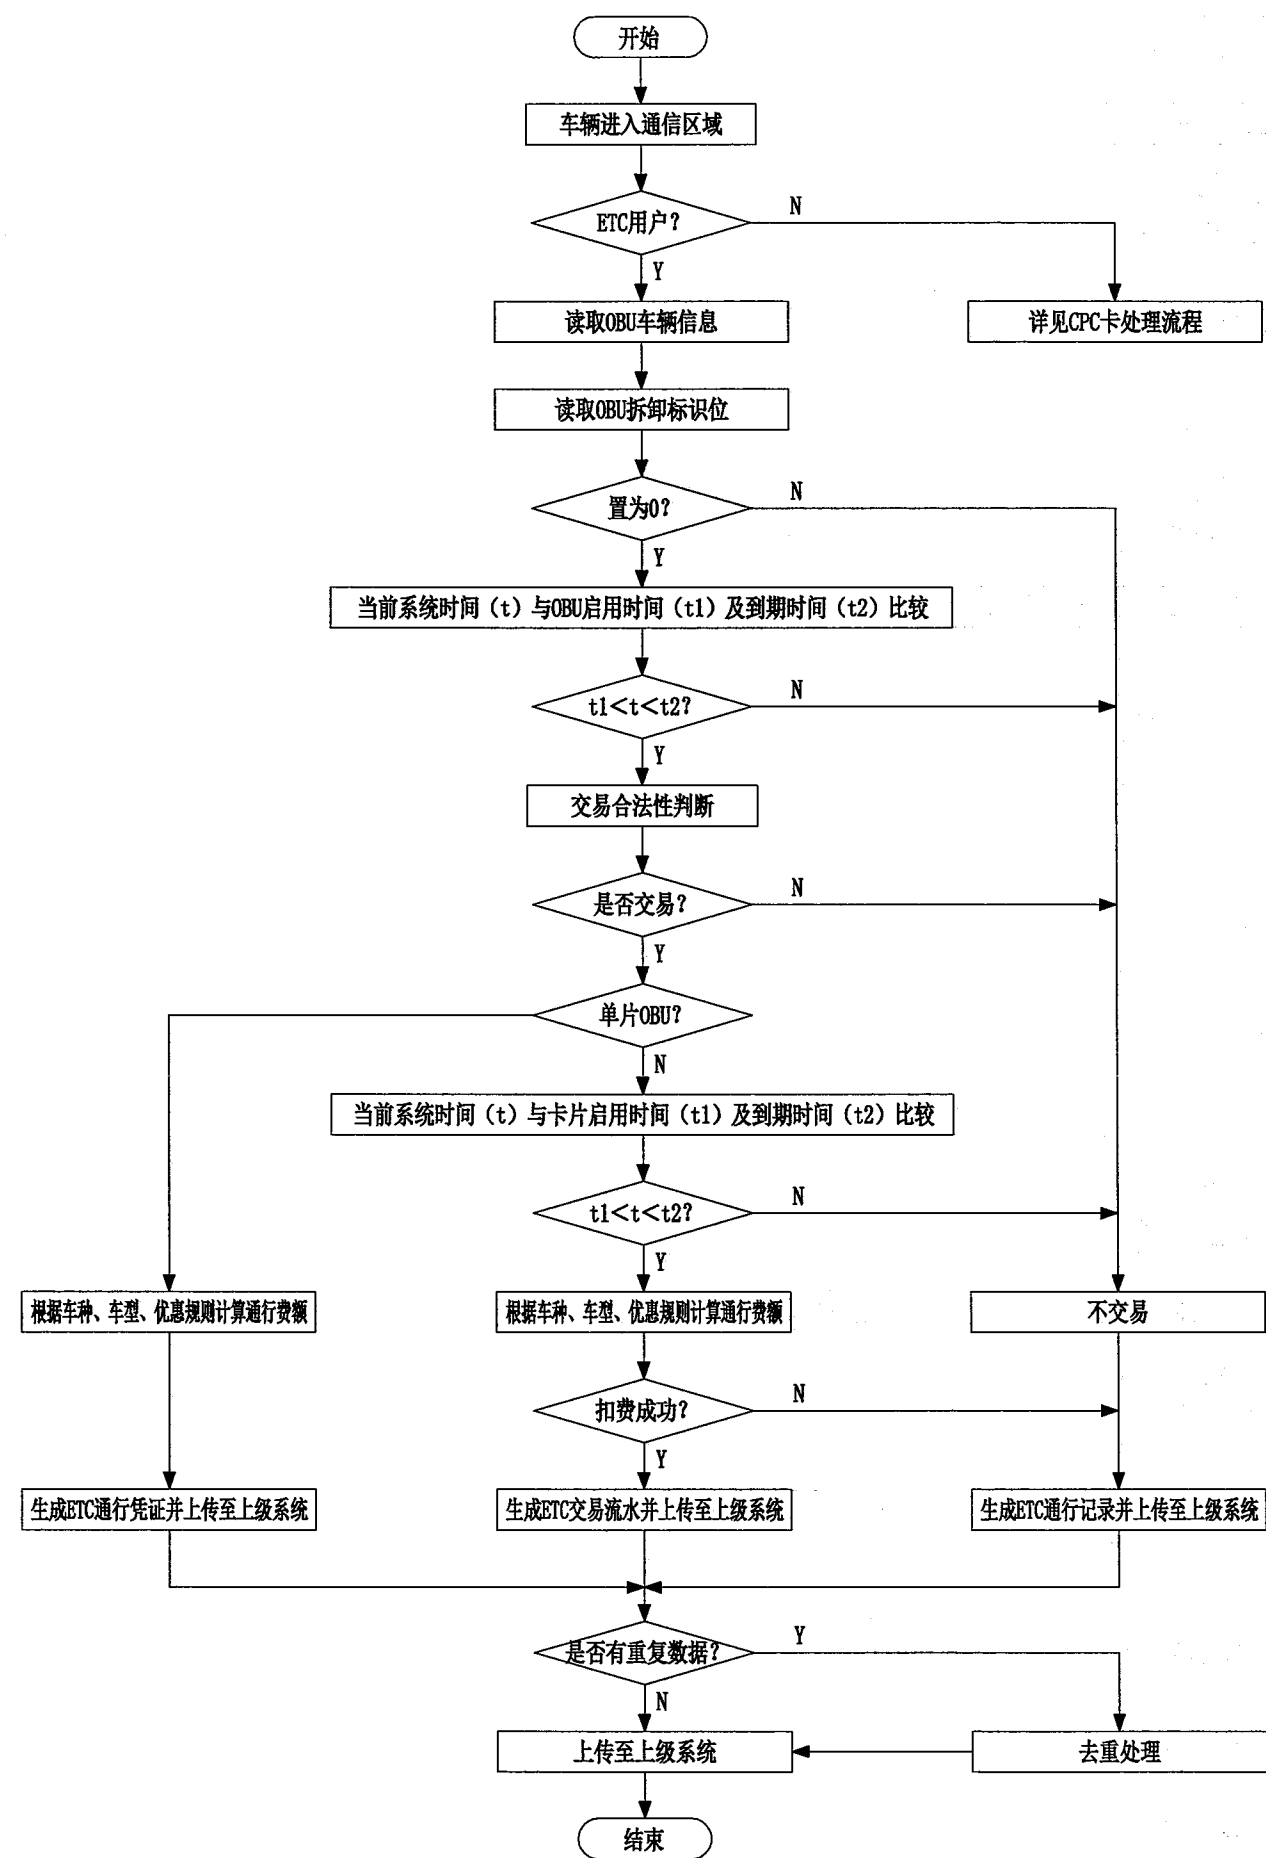 开始
车辆进入通信区域
ETC用户？
N
Y
读取OBU车辆信息
详见CPC卡处理流程
读取OBU拆卸标识位
置为0？
N
Y
当前系统时间（t）与OBU启用时间（t1）及到期时间（t2）比较
t1＜t＜t2？
N
Y
交易合法性判断
是否交易？
N
Y
单片OBU？
N
当前系统时间（t）与卡片启用时间（t1）及到期时间（t2）比较
t1＜t＜t2？
N
Y
根据车种、车型、优惠规则计算通行费额
根据车种、车型、优惠规则计算通行费额
不交易
扣费成功？
N
Y
生成ETC通行凭证并上传至上级系统
生成ETC交易流水并上传至上级系统
生成ETC通行记录并上传至上级系统
是否有重复数据？
Y
N
上传至上级系统
去重处理
结束